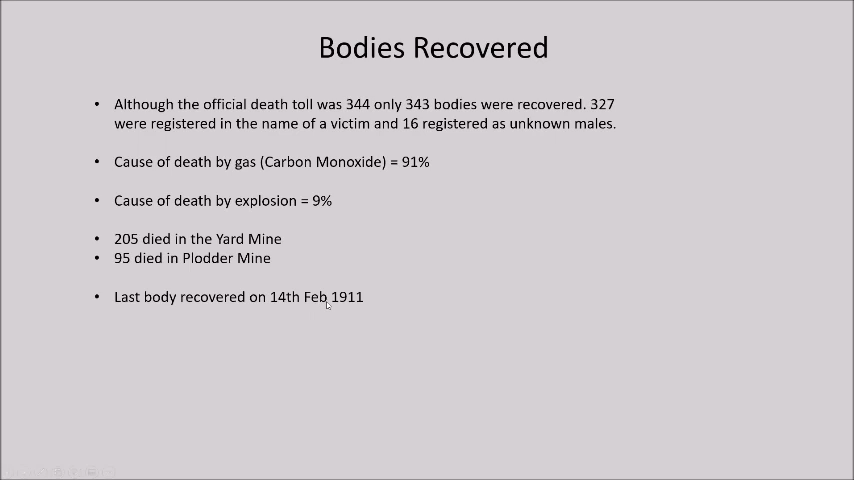 Bodies Recovered
• Although the official death toll was 344 only 343 bodies were recovered. 327
were registered in the name of a victim and 16 registered as unknown males.
• Cause of death by gas (Carbon Monoxide) = 91%
• Cause of death by explosion = 9%
• 205 died in the Yard Mine
• 95 died in Plodder Mine
• Last body recovered on 14th Feb 1911